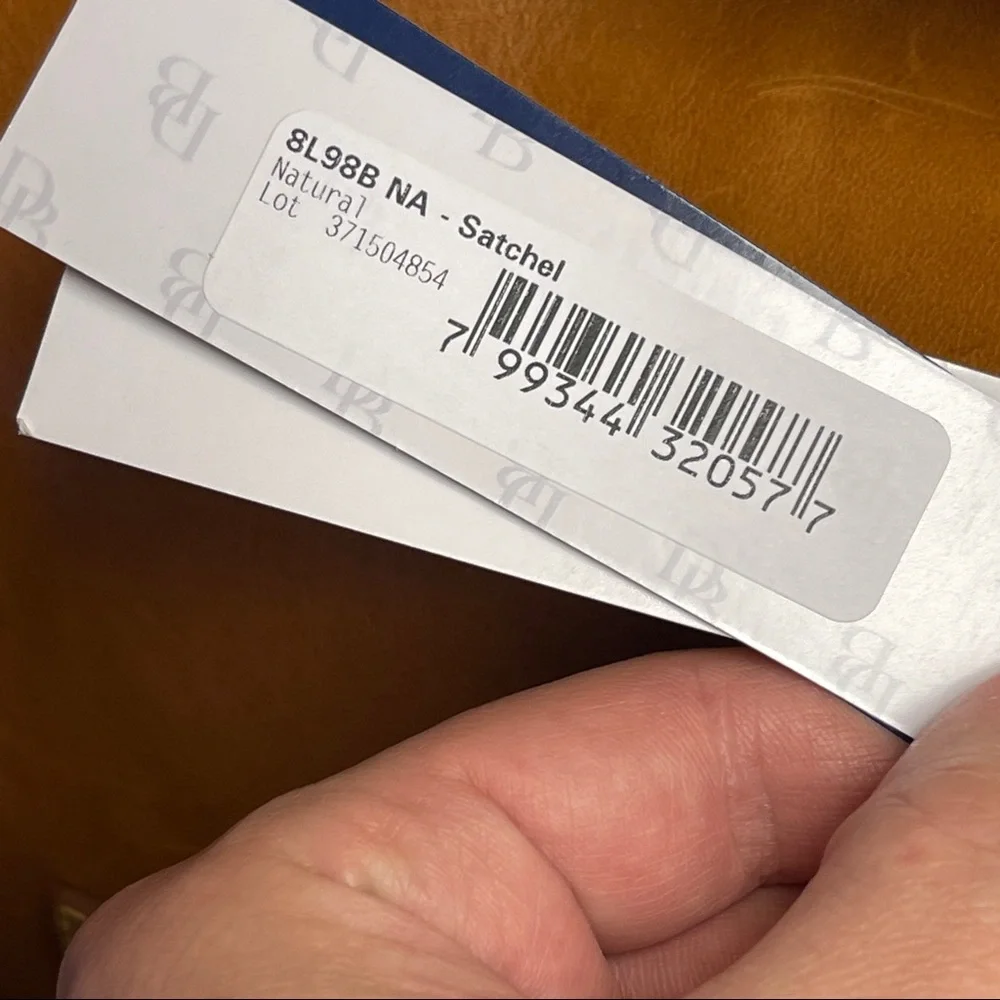 8L98B NA - Satchel
Natural
Lot 371504854
7 99344 32057 7